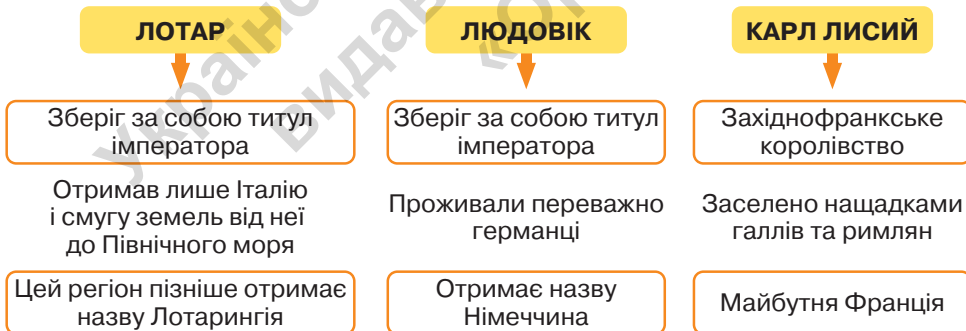 ЛОТАР
Зберіг за собою титул
імператора
Отримав лише Італію
і смугу земель від неї
до Північного моря
Цей регіон пізніше отримає
назву Лотарингія
ЛЮДОВІК
Зберіг за собою титул
імператора
Проживали переважно
германці
Отримає назву
Німеччина
КАРЛ ЛИСИЙ
Західнофранкське
королівство
Заселено нащадками
галлів та римлян
Майбутня Франція